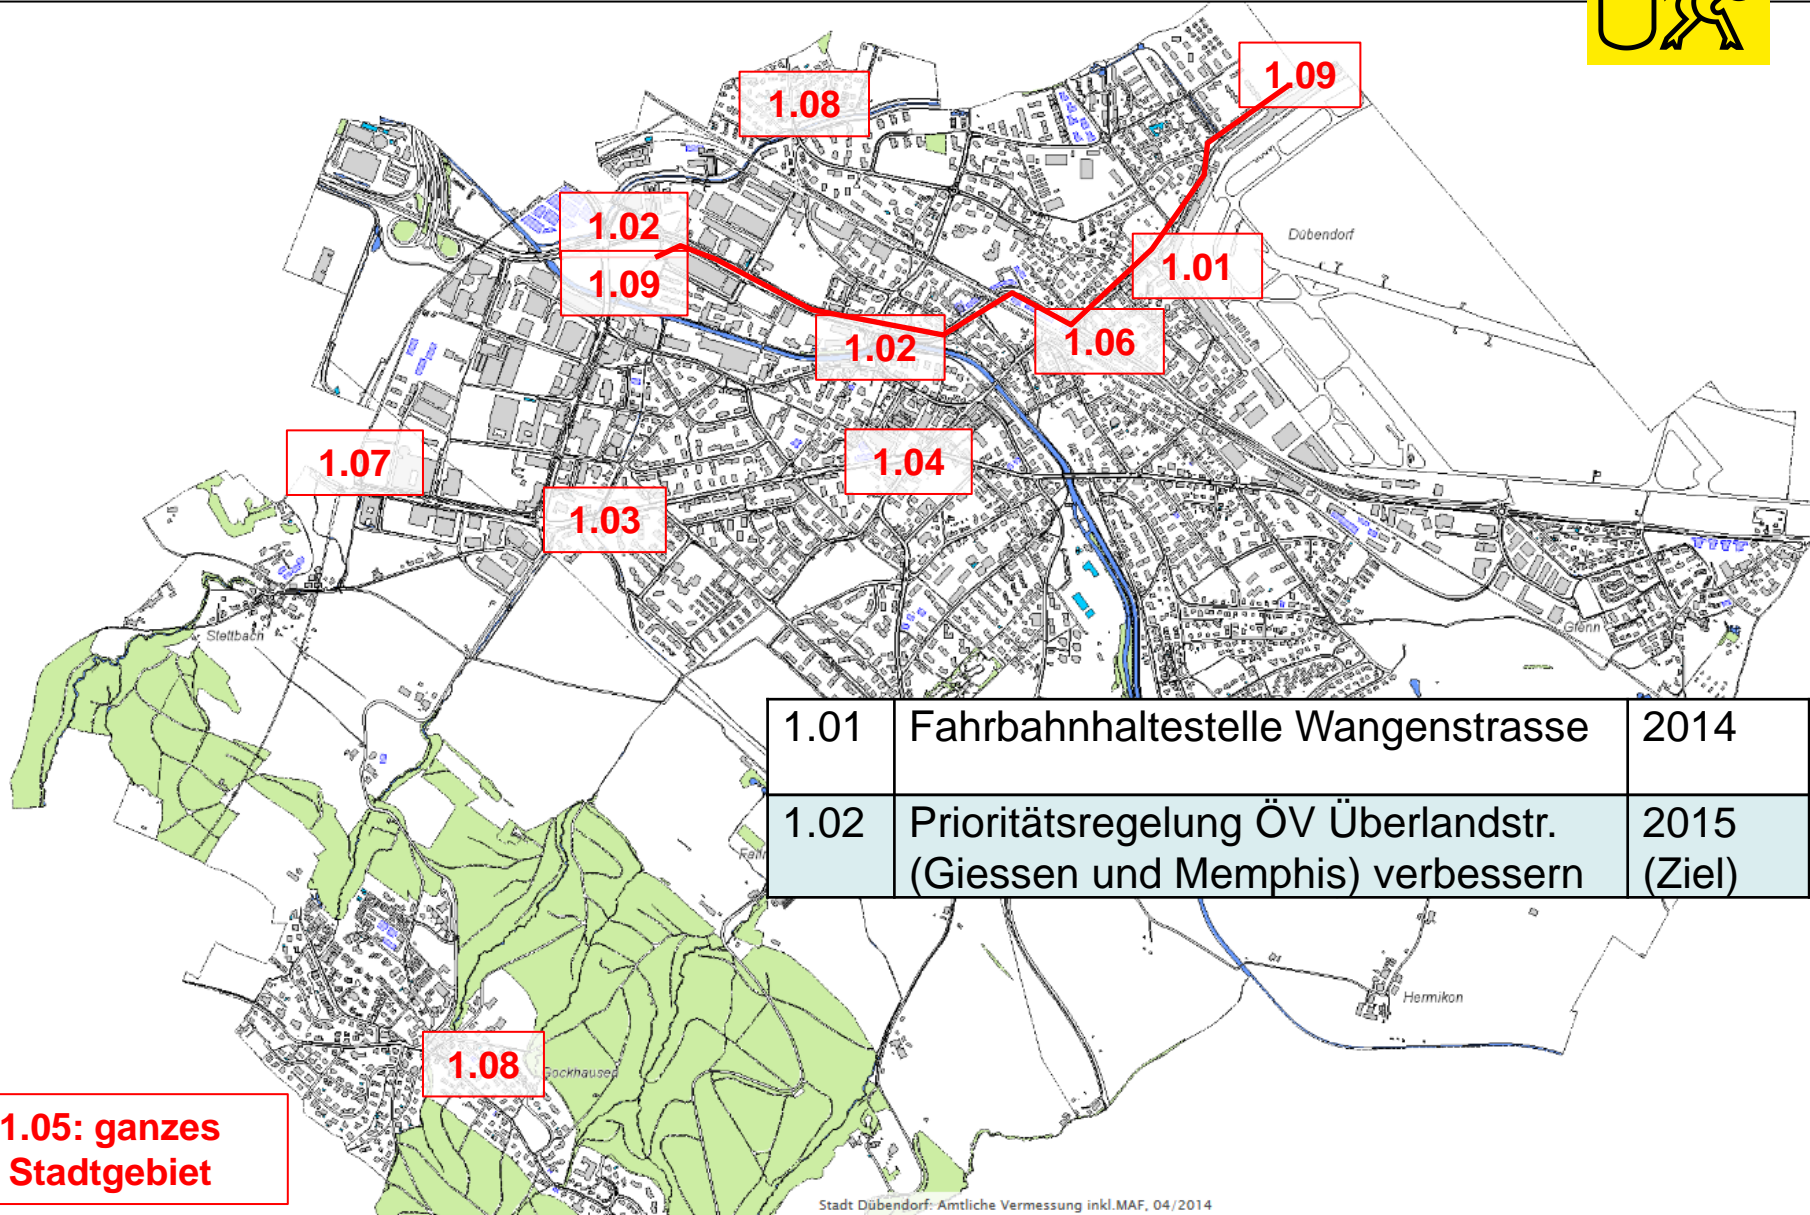 1.09
1.08
1.02
1.09
Dübendorf
1.01
1.02
1.06
1.07
1.04
1.03
Stettbach
Gfenn
1.01 Fahrbahnhaltestelle Wangenstrasse 2014
1.02 Prioritätsregelung ÖV Überlandstr. 2015
(Giessen und Memphis) verbessern (Ziel)
Hermikon
1.08
Gockhausen
1.05: ganzes
Stadtgebiet
Stadt Dübendorf: Amtliche Vermessung inkl.MAF, 04/2014